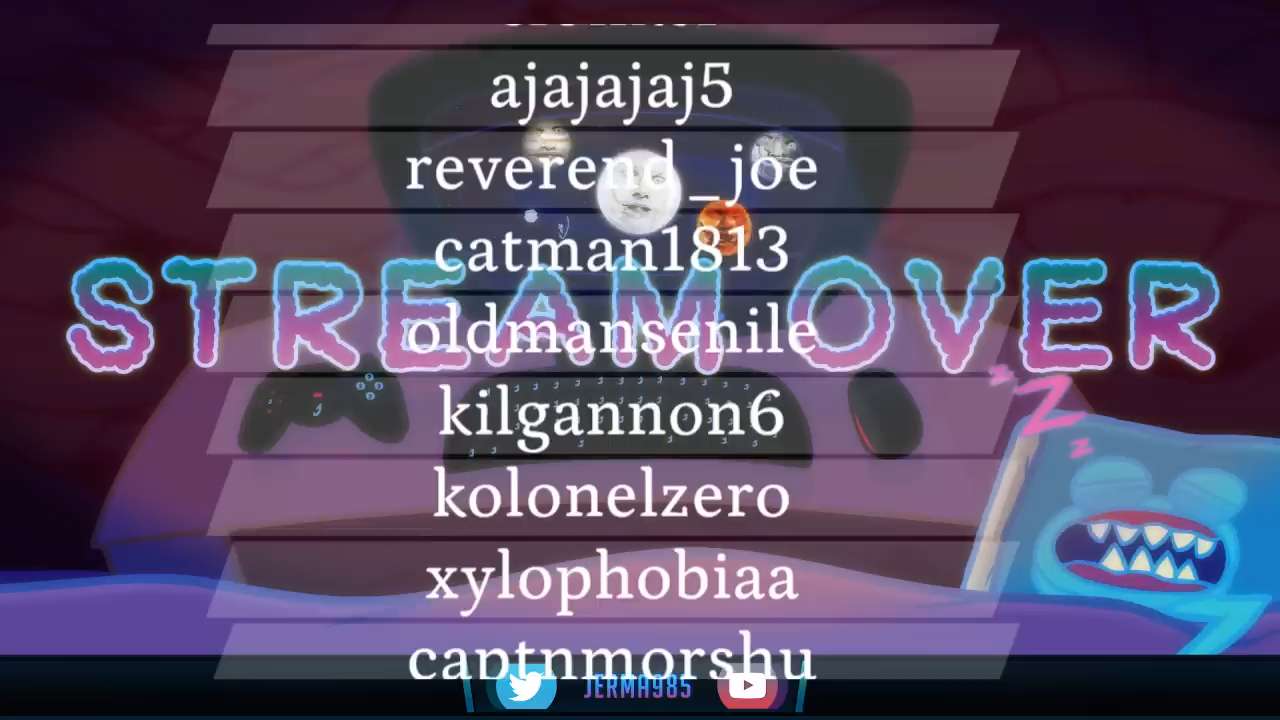 ajajajaj5
reverend_joe
catman1813
STREAM OVER
oldmansenile
kilgannon6
kolonelzero
xylophobiaa
captnmorshu
JERMA985